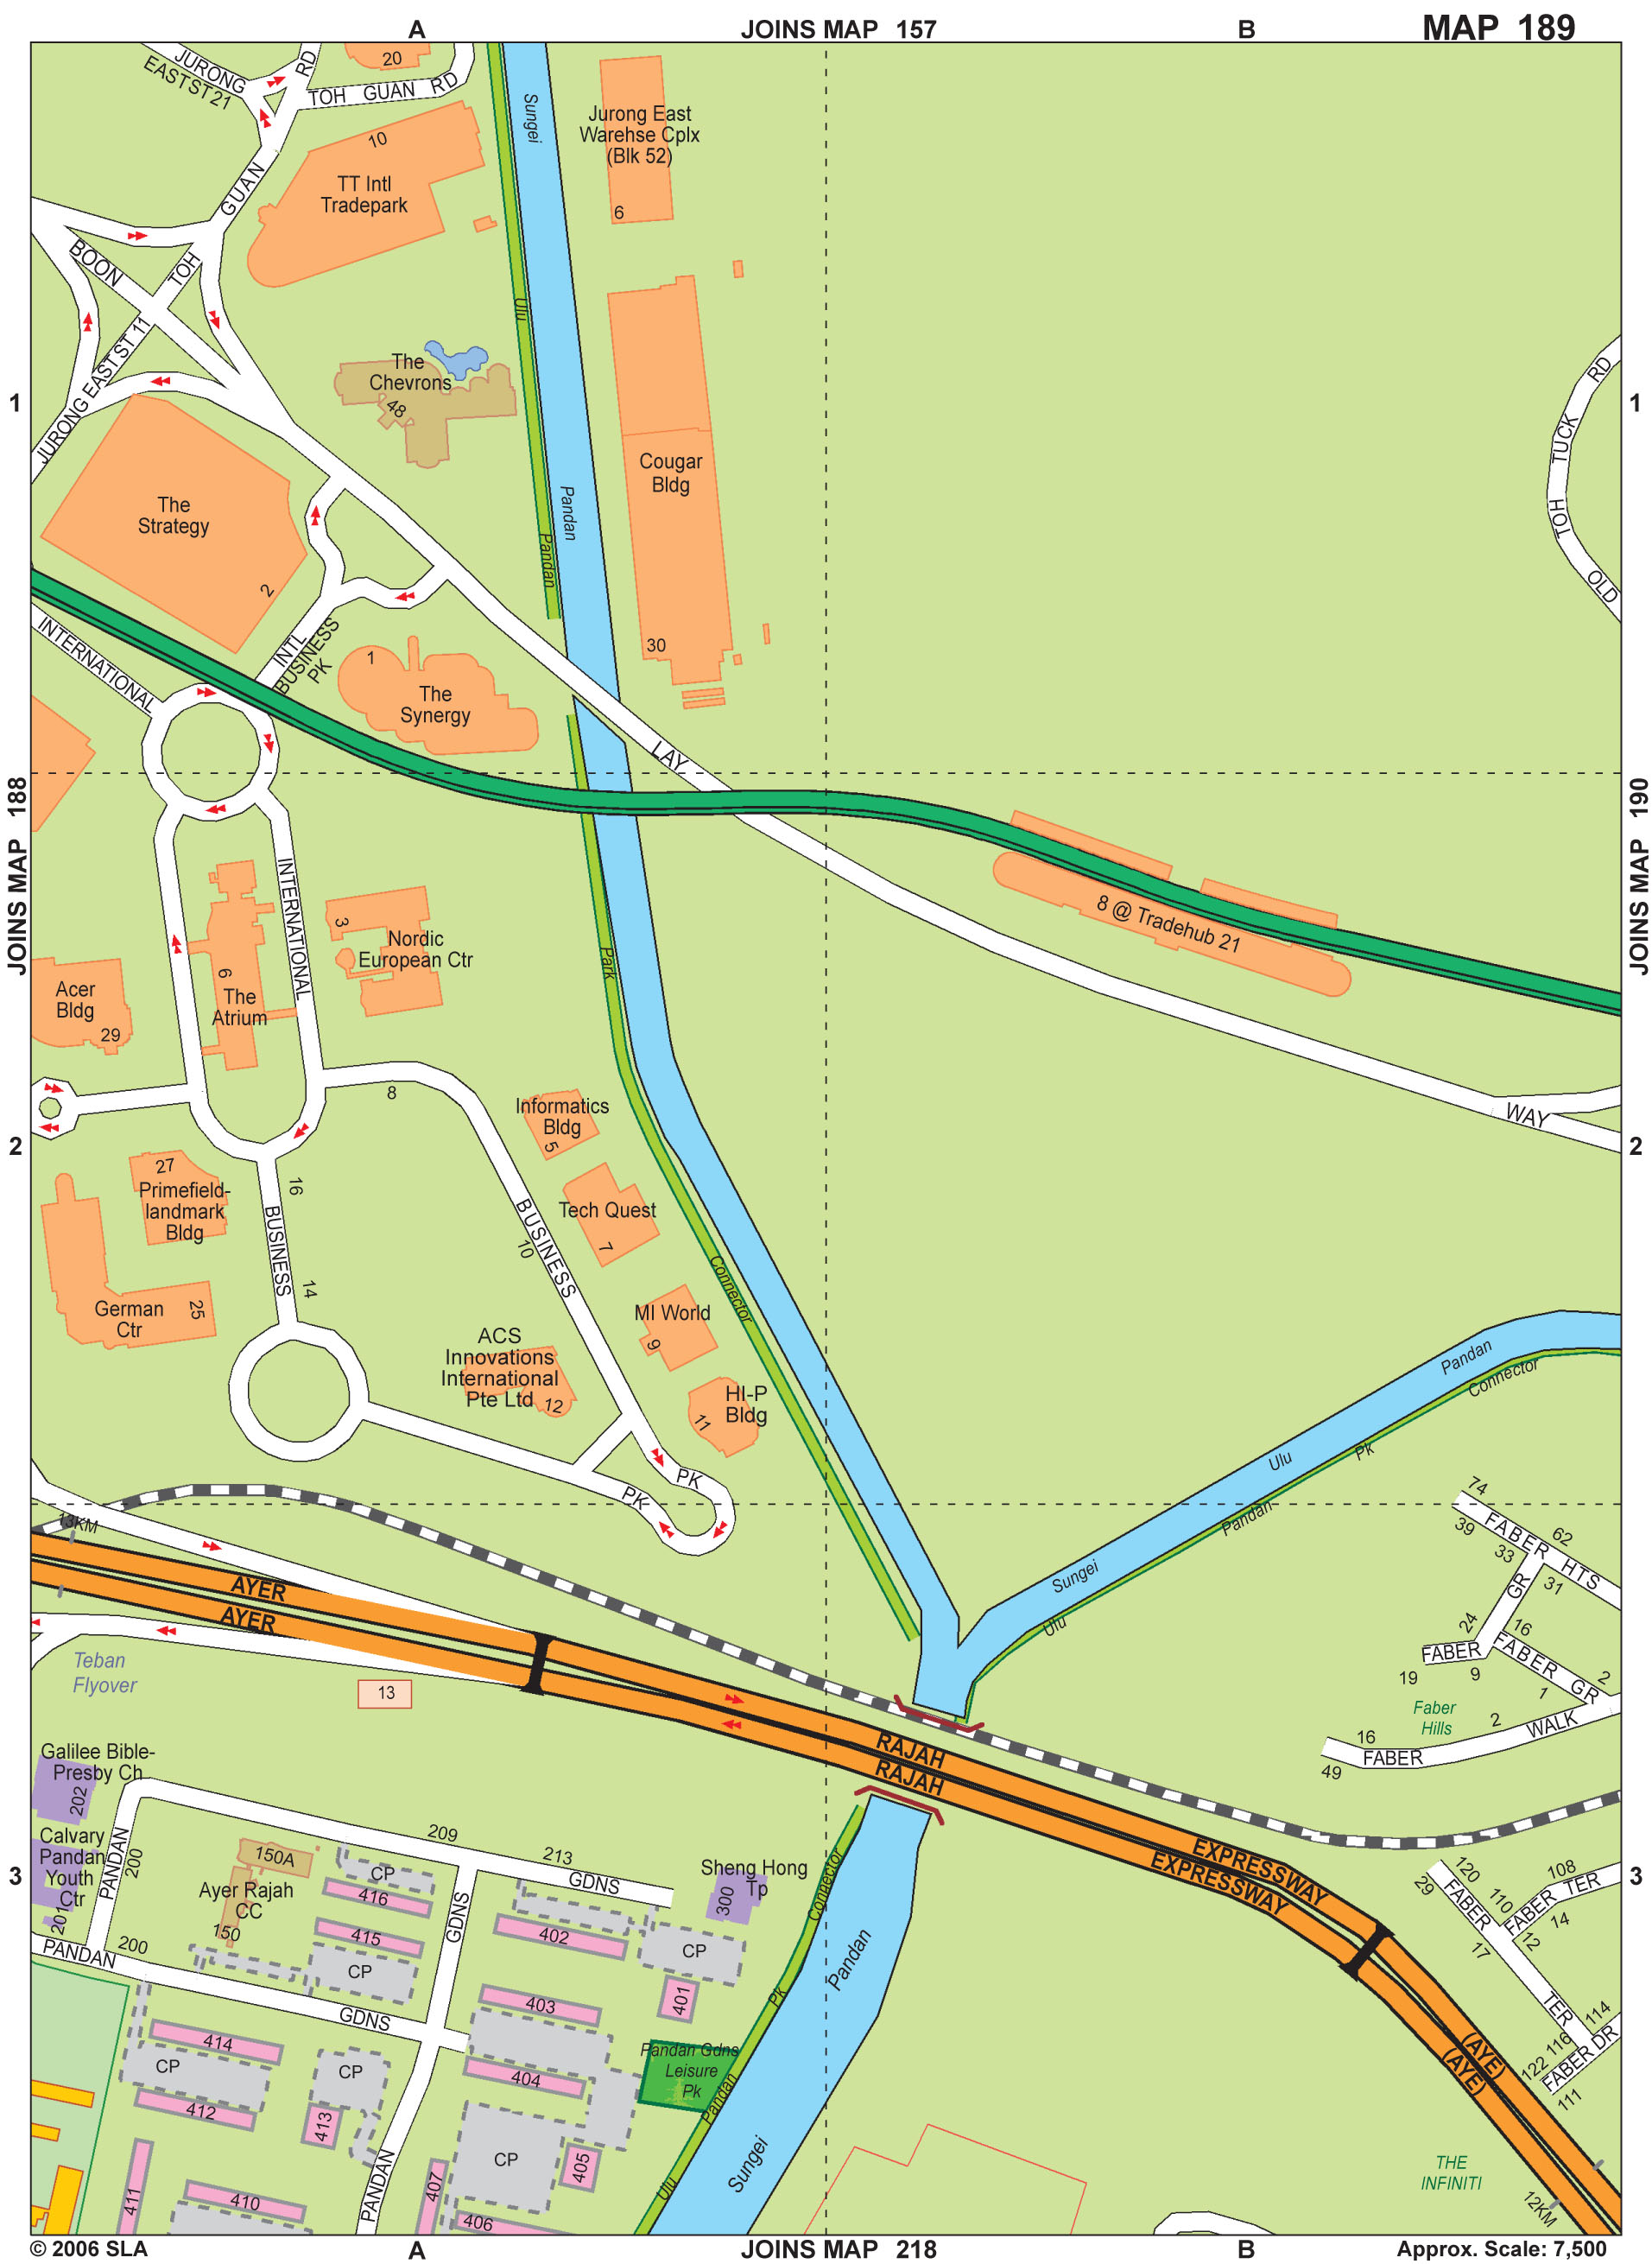 A
JOINS MAP 157
B
MAP 189
JURONG
EAST ST 21
RD
20
TOH GUAN RD
10
TT Intl
Tradepark
GUAN
TOH
BOON
JURONG EAST ST 11
Sungei
Jurong East
Warehse Cplx
(Blk 52)
6
Ulu
The
Chevrons
48
1
1
RD
TUCK
TOH
OLD
The
Strategy
2
Cougar
Bldg
30
Pandan
Pandan
INTERNATIONAL
INTL
BUSINESS
PK
1
The
Synergy
LAY
JOINS MAP 188
JOINS MAP 190
8 @ Tradehub 21
INTERNATIONAL
3
Nordic
European Ctr
Park
6
The
Atrium
Acer
Bldg
29
8
WAY
2
2
Informatics
Bldg
5
27
Primefield-
landmark
Bldg
16
BUSINESS
14
BUSINESS
10
Tech Quest
7
Connector
German
Ctr
25
MI World
9
ACS
Innovations
International
Pte Ltd
12
HI-P
Bldg
11
PK
PK
Pandan
Connector
Ulu
Pk
Pandan
Sungei
Ulu
13KM
AYER
AYER
Teban
Flyover
13
74
39
FABER HTS
33
62
31
GR
24
16
FABER
19
9
FABER GR
2
1
Faber
Hills
16
2
WALK
FABER
49
RAJAH
RAJAH
Galilee Bible-
Presby Ch
202
Calvary
Pandan
Youth
Ctr
201
PANDAN
200
209
213
GDNS
150A
Ayer Rajah
CC
150
CP
416
415
CP
GDNS
402
Sheng Hong
Tp
300
CP
401
Connector
Pandan
EXPRESSWAY
EXPRESSWAY
3
3
120
29
FABER
110
108
FABER TER
14
12
17
TER
114
116
122
FABER DR
111
PANDAN
200
GDNS
403
Pk
414
CP
CP
412
413
404
Pandan Gdns
Leisure
Pk
Pandan
CP
405
(AYE)
(AYE)
411
410
PANDAN
407
406
Ulu
Sungei
THE
INFINITI
12KM
© 2006 SLA
A
JOINS MAP 218
B
Approx. Scale: 7,500